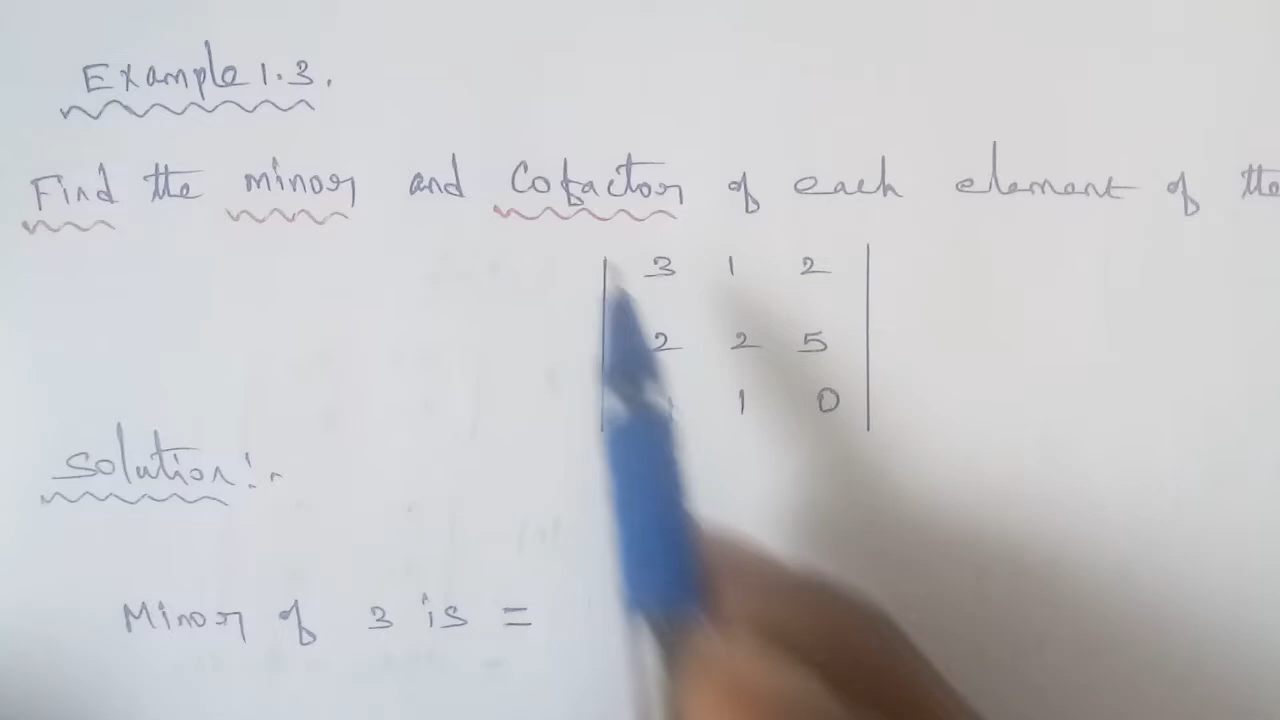 Example 1.3.
Find the minor and Cofactor of each element of the
3 1 2
2 2 5
1 0
Solution:-
Minor of 3 is =